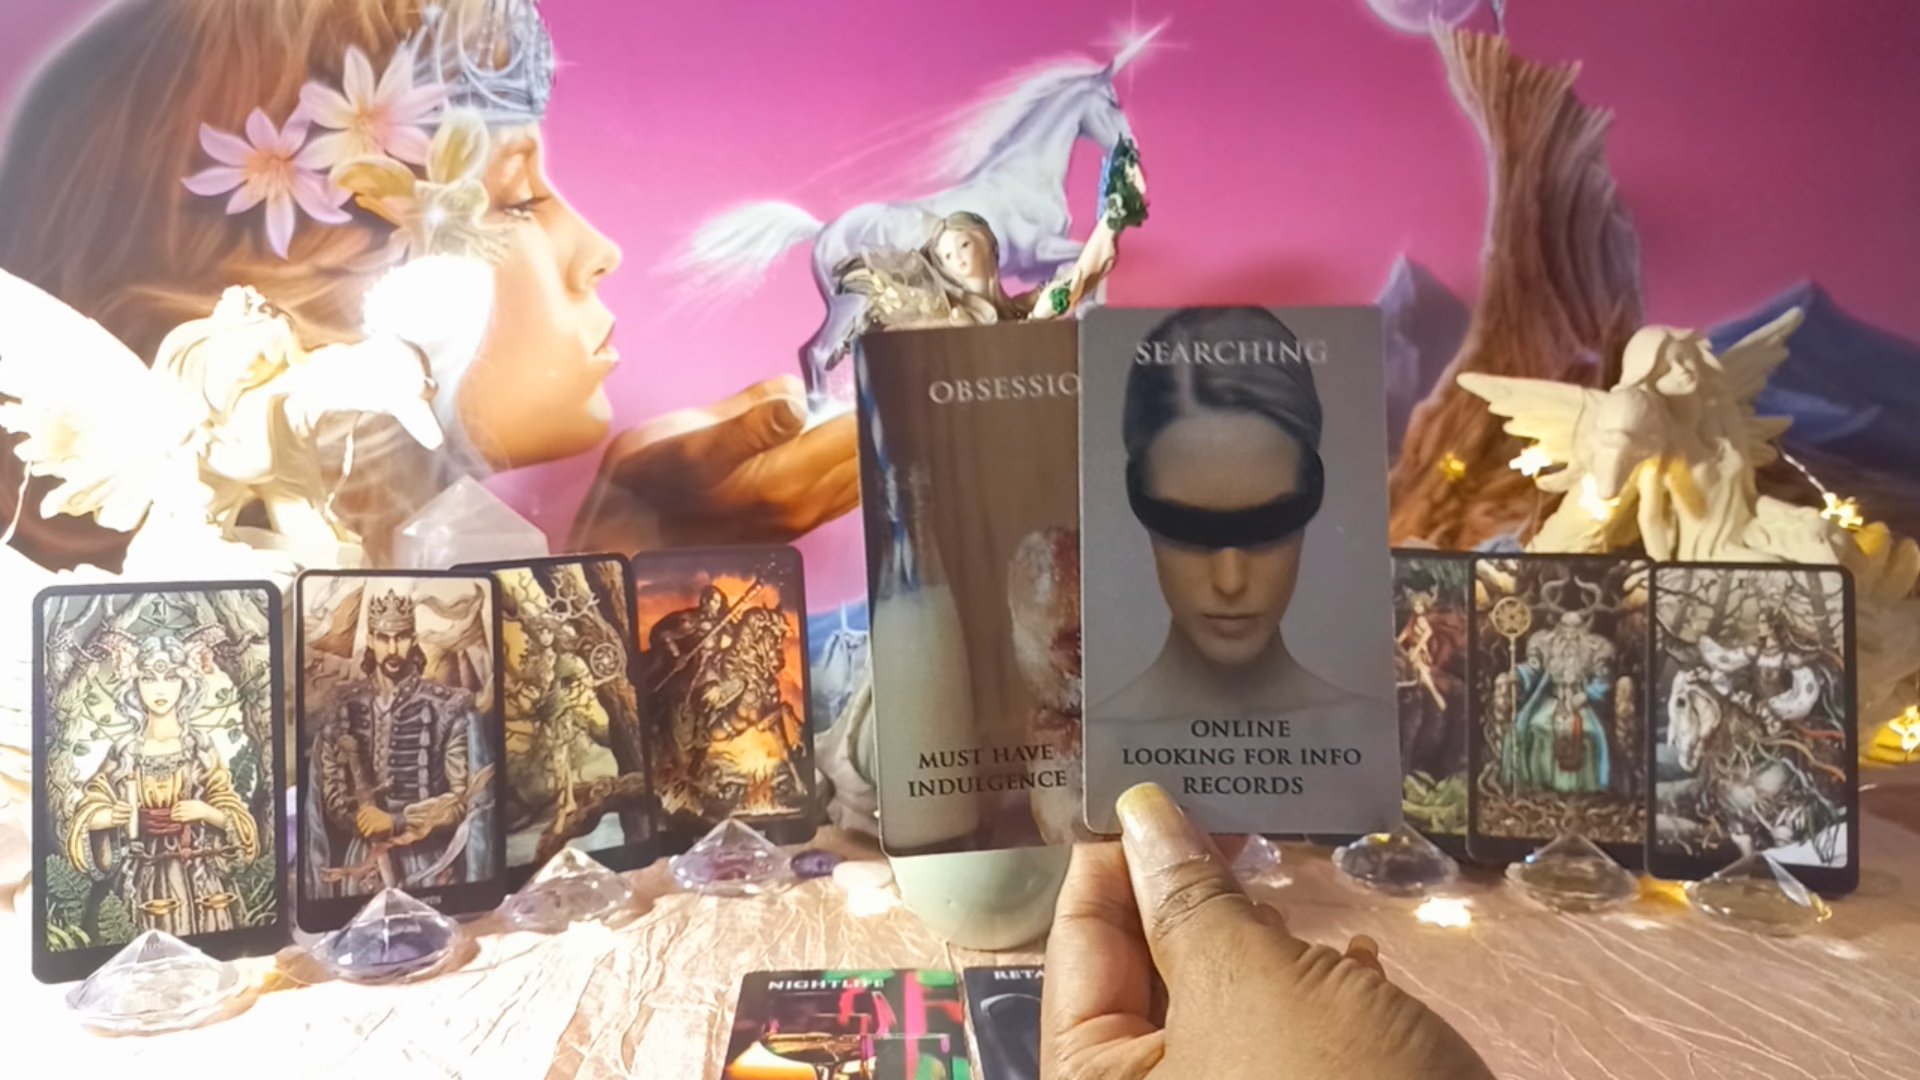 OBSESSIO
MUST HAVE
INDULGENCE
SEARCHING
ONLINE
LOOKING FOR INFO
RECORDS
NIGHTLIFE
RETA